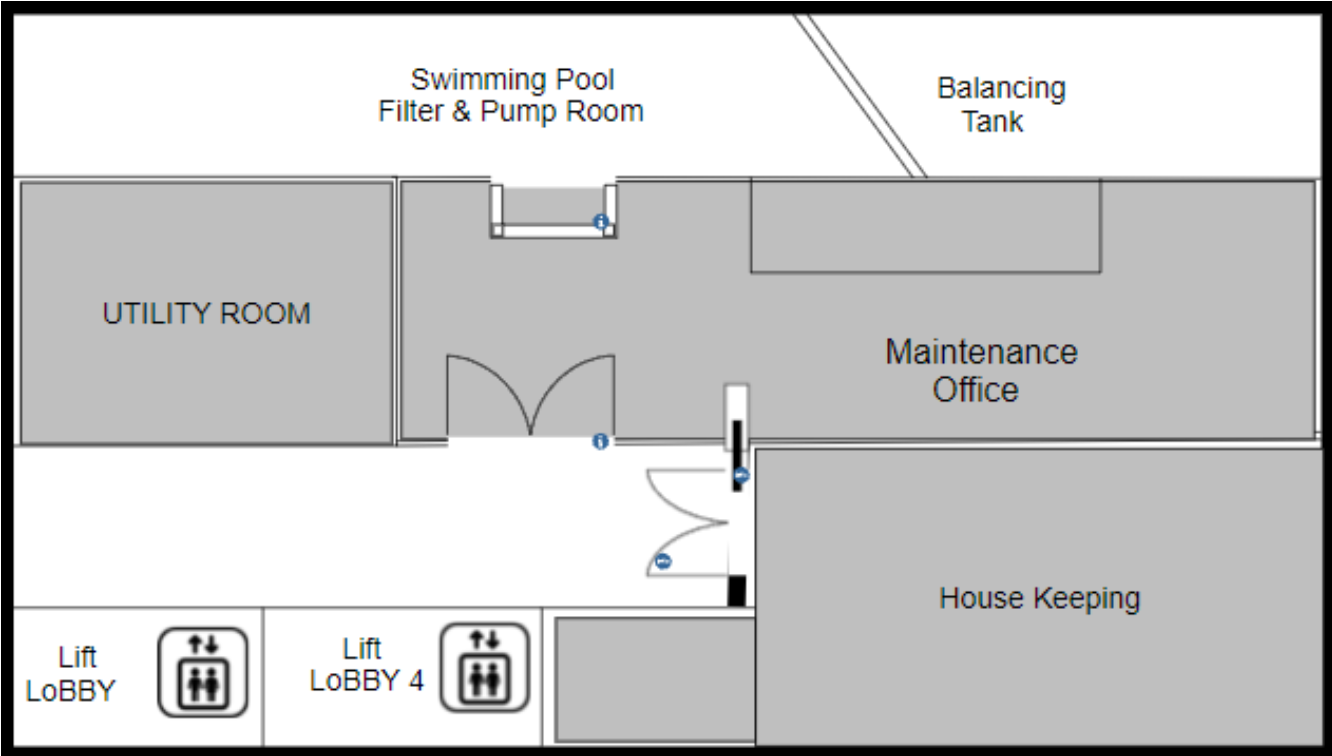 Swimming Pool
Filter & Pump Room
Balancing
Tank
UTILITY ROOM
Maintenance
Office
House Keeping
Lift
LoBBY
Lift
LoBBY 4